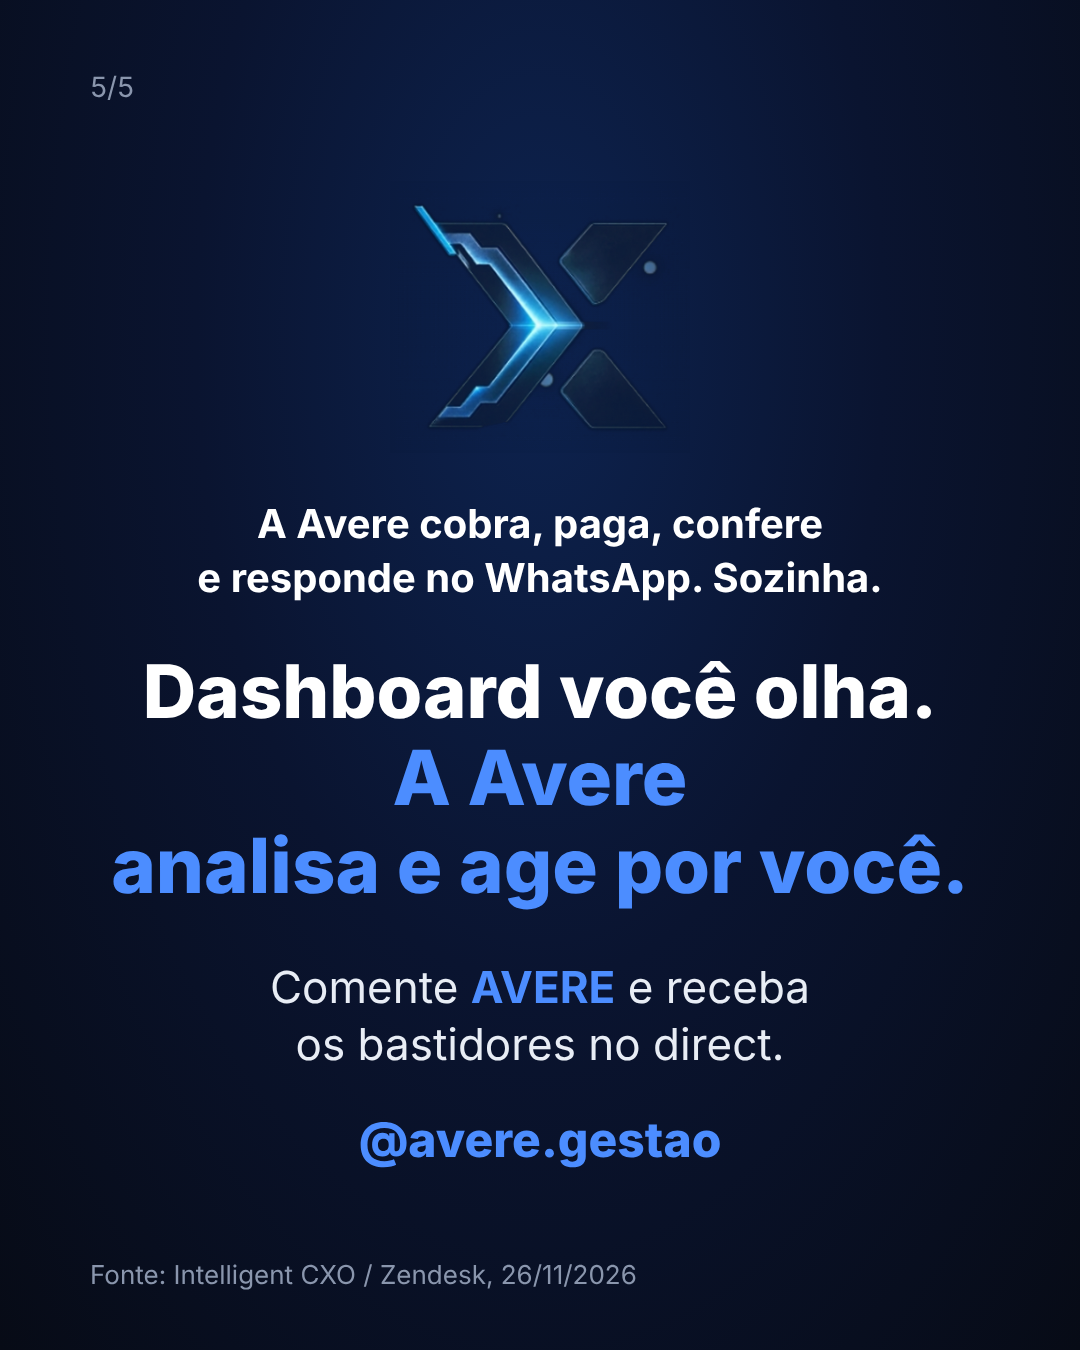 5/5
A Avere cobra, paga, confere
e responde no WhatsApp. Sozinha.
Dashboard você olha.
A Avere
analisa e age por você.
Comente AVERE e receba
os bastidores no direct.
@avere.gestao
Fonte: Intelligent CXO / Zendesk, 26/11/2026